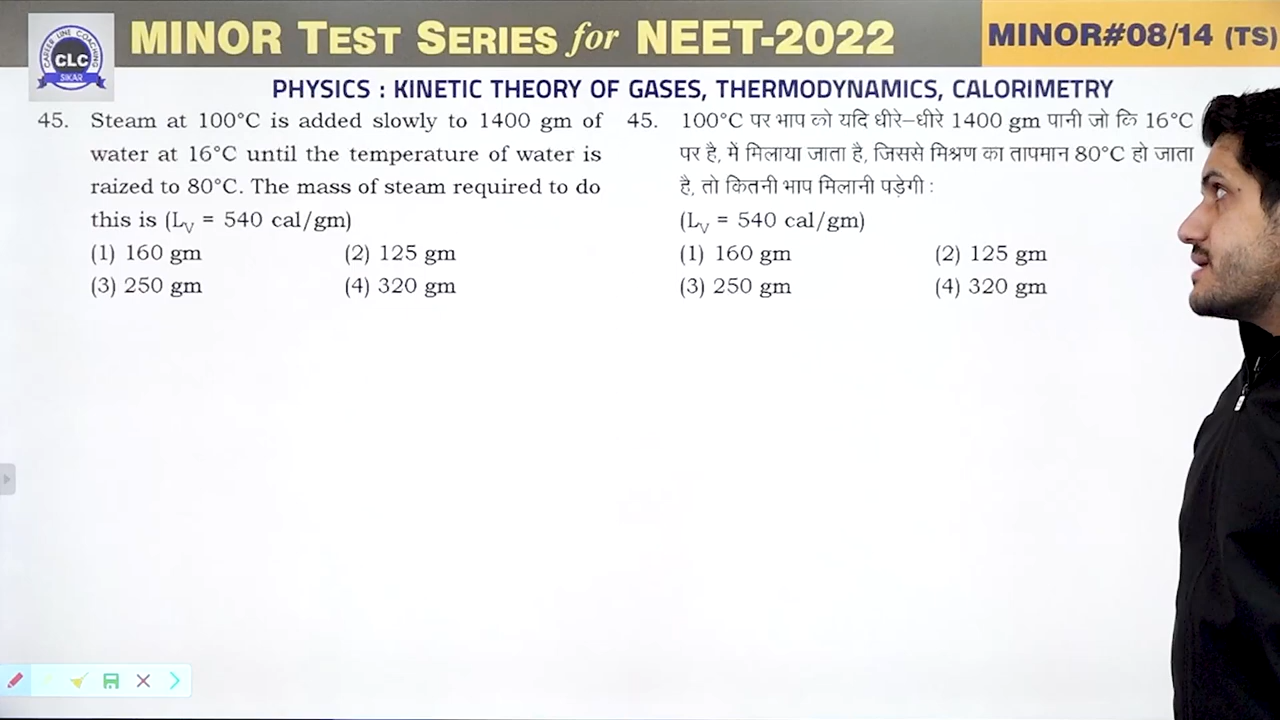 CAREER LINE COACHING
CLC
SIKAR
MINOR TEST SERIES for NEET-2022
MINOR#08/14 (TS)
PHYSICS : KINETIC THEORY OF GASES, THERMODYNAMICS, CALORIMETRY
45. Steam at 100°C is added slowly to 1400 gm of
water at 16°C until the temperature of water is
raized to 80°C. The mass of steam required to do
this is (LV = 540 cal/gm)
(1) 160 gm (2) 125 gm
(3) 250 gm (4) 320 gm
45. 100°C पर भाप को यदि धीरे–धीरे 1400 gm पानी जो कि 16°C
पर है, में मिलाया जाता है, जिससे मिश्रण का तापमान 80°C हो जाता
है, तो कितनी भाप मिलानी पड़ेगी :
(LV = 540 cal/gm)
(1) 160 gm (2) 125 gm
(3) 250 gm (4) 320 gm